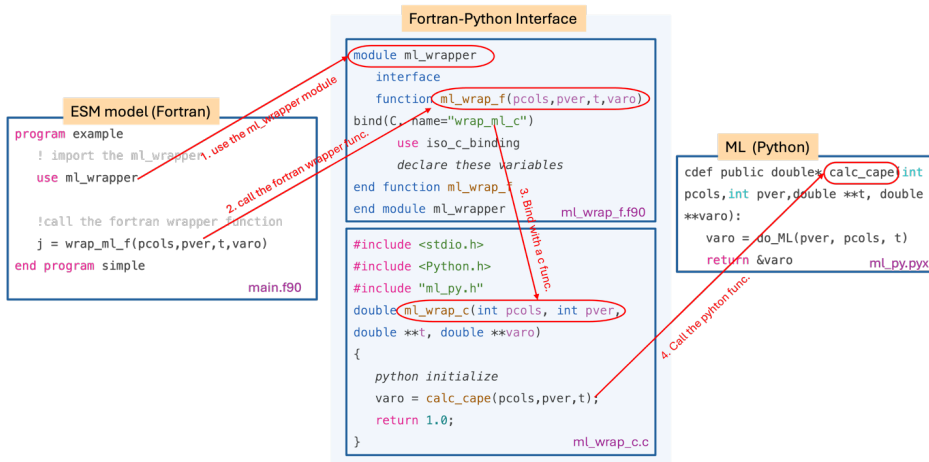 Fortran-Python Interface
ESM model (Fortran)
program example
! import the ml_wrapper
use ml_wrapper
!call the fortran wrapper function
j = wrap_ml_f(pcols,pver,t,varo)
end program simple
main.f90
1. use the ml_wrapper module
2. call the fortran wrapper func.
module ml_wrapper
interface
function ml_wrap_f(pcols,pver,t,varo)
bind(C, name="wrap_ml_c")
use iso_c_binding
declare these variables
end function ml_wrap_f
end module ml_wrapper
ml_wrap_f.f90
3. Bind with a c func.
#include <stdio.h>
#include <Python.h>
#include "ml_py.h"
double ml_wrap_c(int pcols, int pver,
double **t, double **varo)
{
python initialize
varo = calc_cape(pcols,pver,t);
return 1.0;
}
ml_wrap_c.c
4. Call the pyhton func.
ML (Python)
cdef public double* calc_cape(int
pcols,int pver,double **t, double
**varo):
varo = do_ML(pver, pcols, t)
return &varo
ml_py.pyx